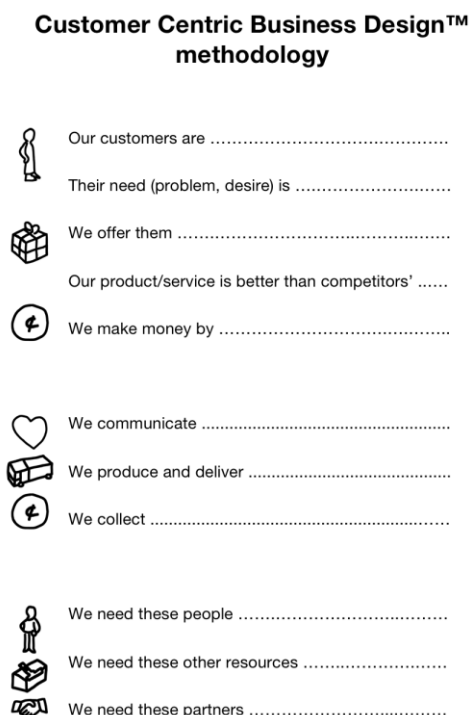 Customer Centric Business Design™
methodology
Our customers are ……………………………………….
Their need (problem, desire) is ….……………………….
We offer them …………………………………………….
Our product/service is better than competitors’ ……
We make money by ……………………………………..
We communicate .....................................................
We produce and deliver ...........................................
We collect .........................................................…….
We need these people …………………………………
We need these other resources ………………………
We need these partners ………………………………